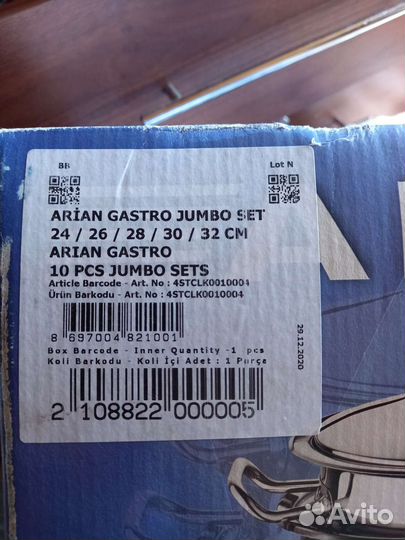 BB
Lot N
ARİAN GASTRO JUMBO SET
24 / 26 / 28 / 30 / 32 CM
ARIAN GASTRO
10 PCS JUMBO SETS
Article Barcode - Art. No : 4STCLK0010004
Ürün Barkodu - Art. No : 4STCLK0010004
8 697004 821001
29.12.2020
Box Barcode - Inner Quantity -1 pcs
Koli Barkodu - Koli İçi Adet : 1 Parça
2 108822 000005
Avito